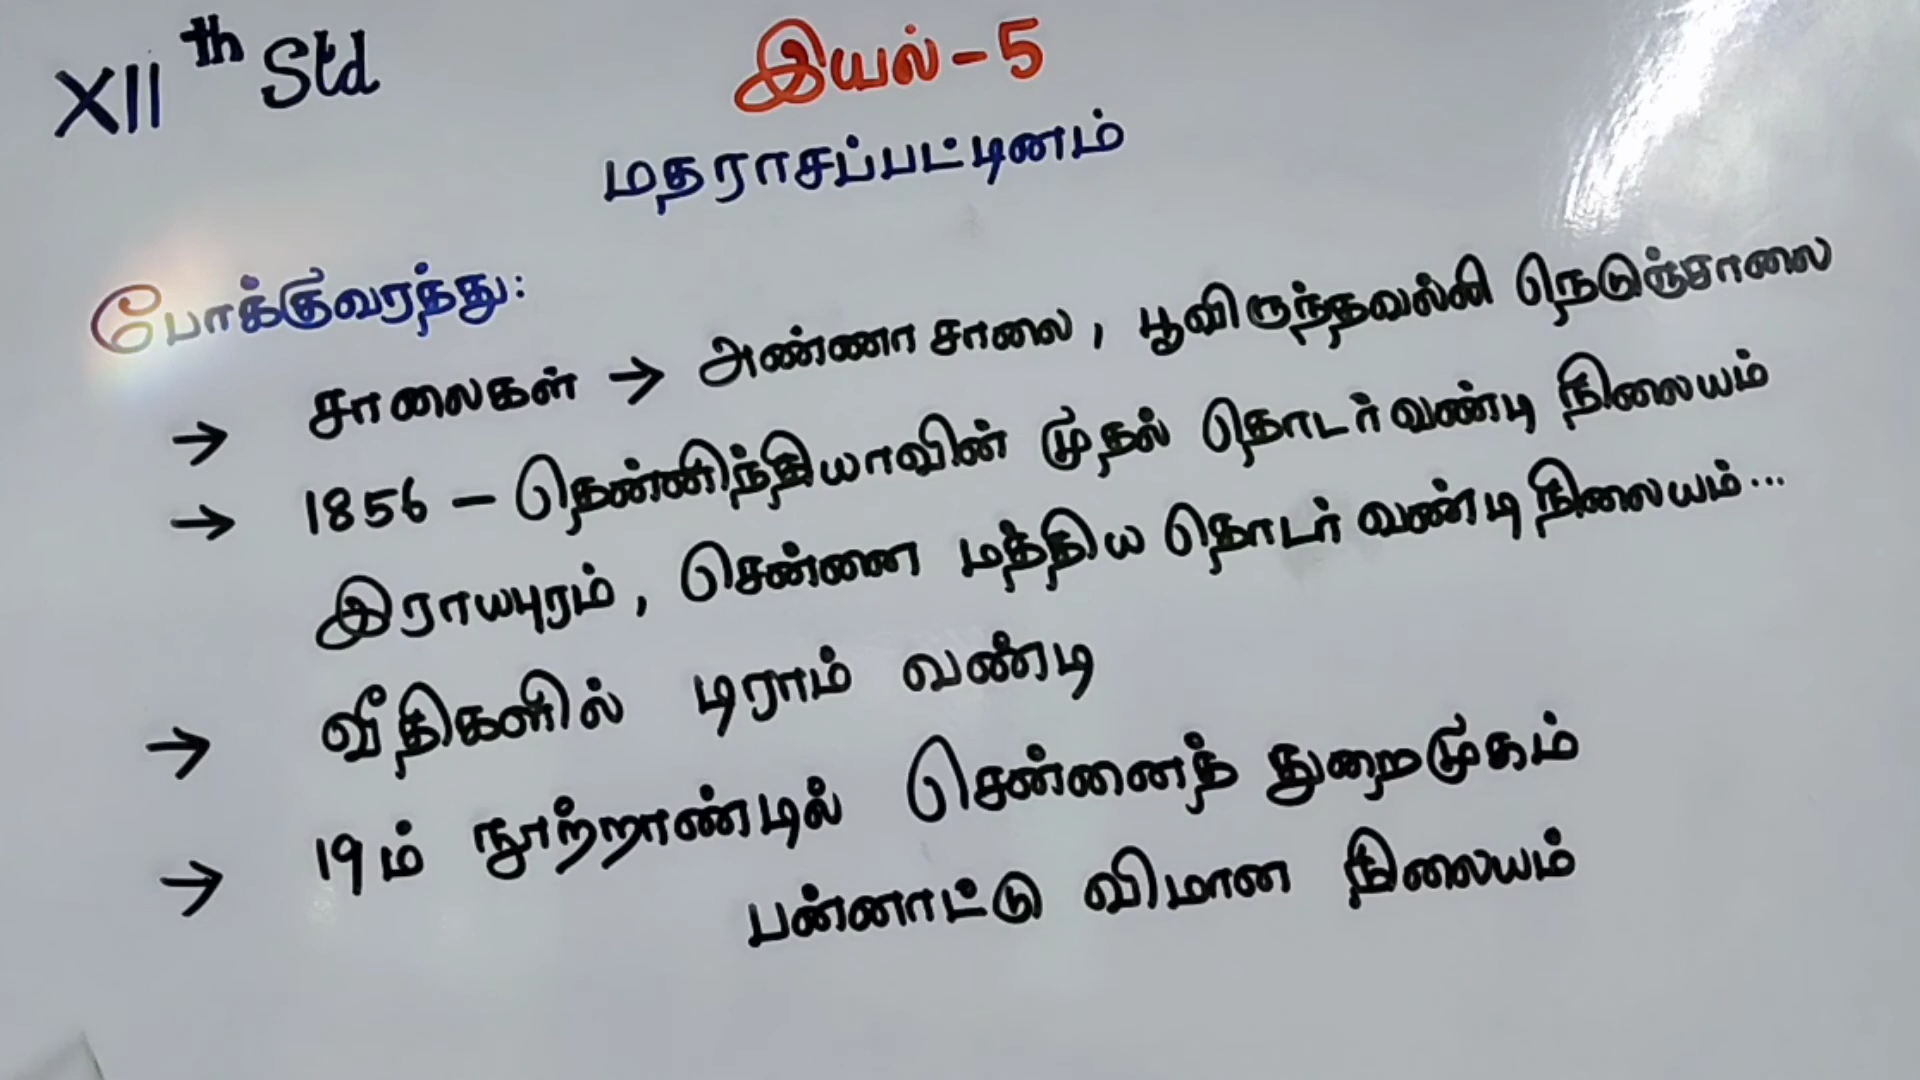 XII th Std
இயல் - 5
மதராசப்பட்டினம்
போக்குவரத்து:
→ சாலைகள் → அண்ணா சாலை, பூவிருந்தவல்லி நெடுஞ்சாலை
→ 1856 - தென்னிந்தியாவின் முதல் தொடர் வண்டி நிலையம்
இராயபுரம், சென்னை மத்திய தொடர் வண்டி நிலையம்...
→ வீதிகளில் டிராம் வண்டி
→ 19ம் நூற்றாண்டில் சென்னைத் துறைமுகம்
பன்னாட்டு விமான நிலையம்